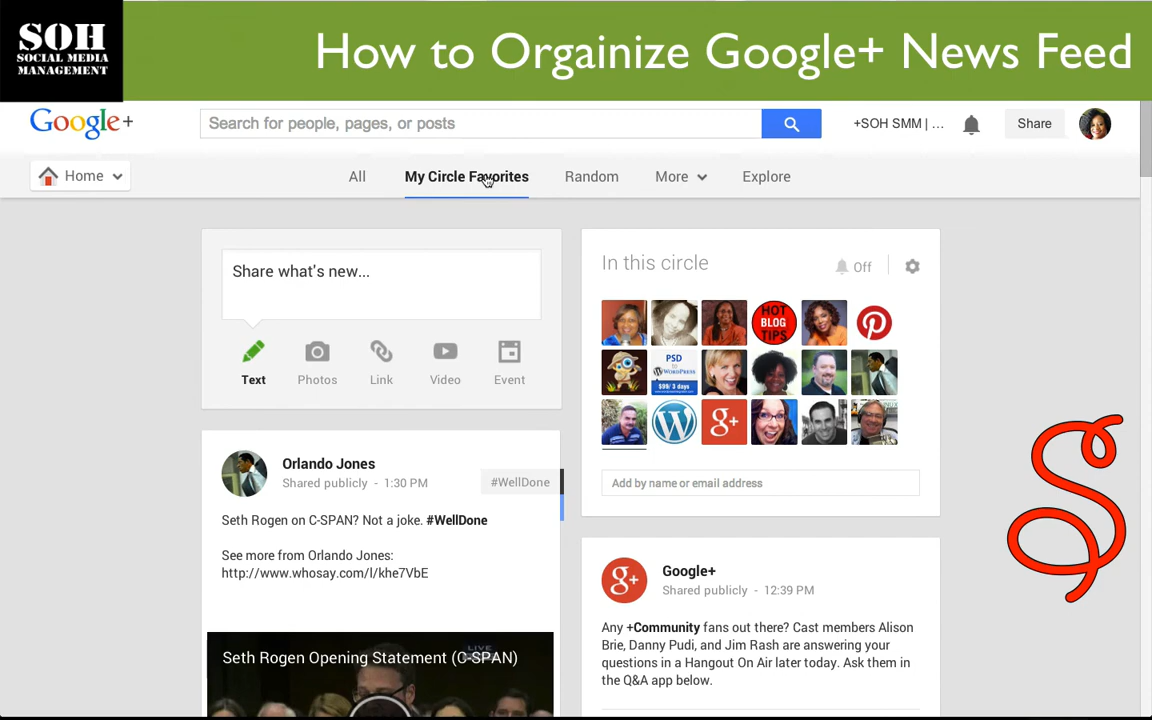 SOH
SOCIAL MEDIA
MANAGEMENT
How to Orgainize Google+ News Feed
Google+
Search for people, pages, or posts
+SOH SMM | ...
Share
Home
All
My Circle Favorites
Random
More
Explore
Share what's new...
Text
Photos
Link
Video
Event
In this circle
Off
HOT
BLOG
TIPS
PSD
to
WORDPRESS
$99/ 3 days
g+
Add by name or email address
Orlando Jones
Shared publicly - 1:30 PM
#WellDone
Seth Rogen on C-SPAN? Not a joke. #WellDone
See more from Orlando Jones:
http://www.whosay.com/l/khe7VbE
LIVE
Seth Rogen Opening Statement (C-SPAN)
g+
Google+
Shared publicly - 12:39 PM
Any +Community fans out there? Cast members Alison
Brie, Danny Pudi, and Jim Rash are answering your
questions in a Hangout On Air later today. Ask them in
the Q&A app below.